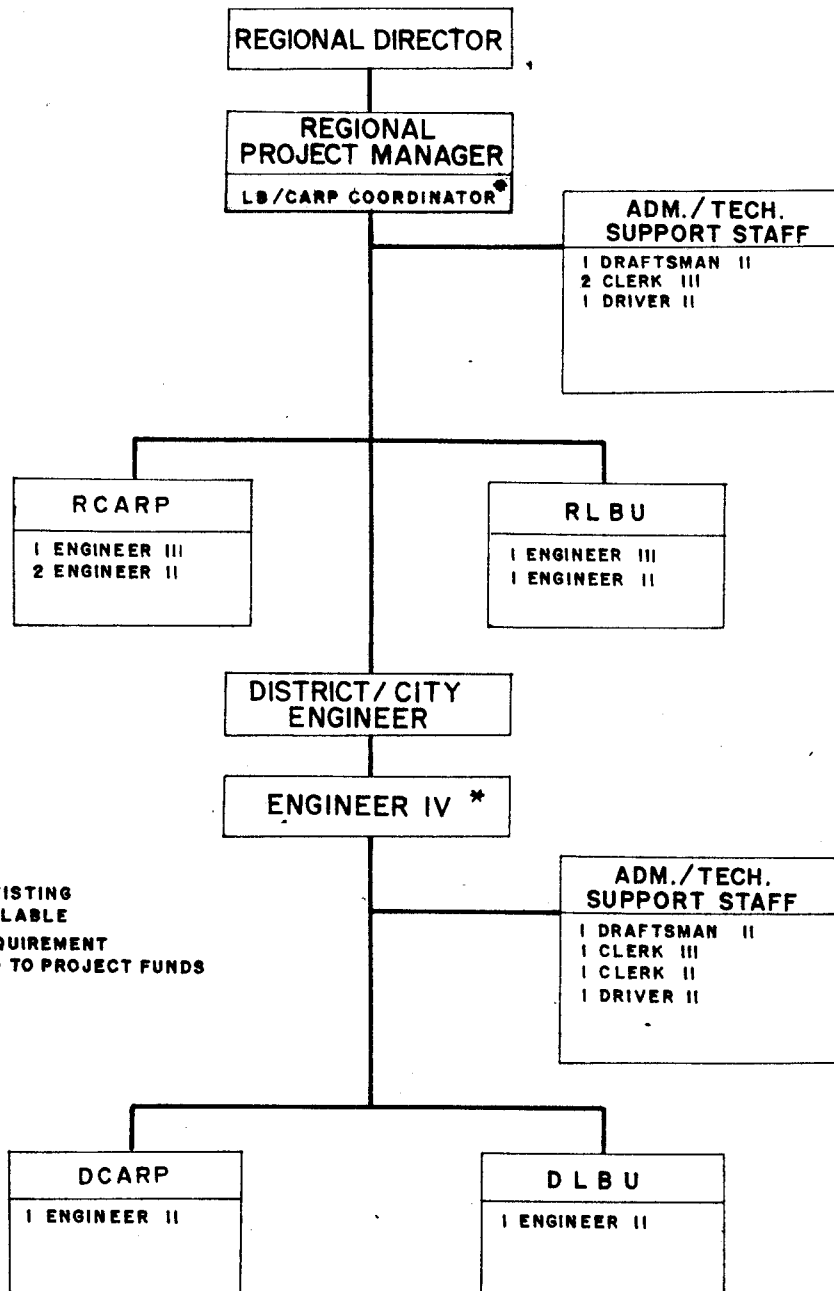 REGIONAL DIRECTOR
REGIONAL
PROJECT MANAGER
LB/CARP COORDINATOR*
ADM./TECH.
SUPPORT STAFF
1 DRAFTSMAN II
2 CLERK III
1 DRIVER II
RCARP
1 ENGINEER III
2 ENGINEER II
RLBU
1 ENGINEER III
1 ENGINEER II
DISTRICT/CITY
ENGINEER
ENGINEER IV *
TO PROJECT FUNDS
ADM./TECH.
SUPPORT STAFF
1 DRAFTSMAN II
1 CLERK III
1 CLERK II
1 DRIVER II
DCARP
1 ENGINEER II
DLBU
1 ENGINEER II